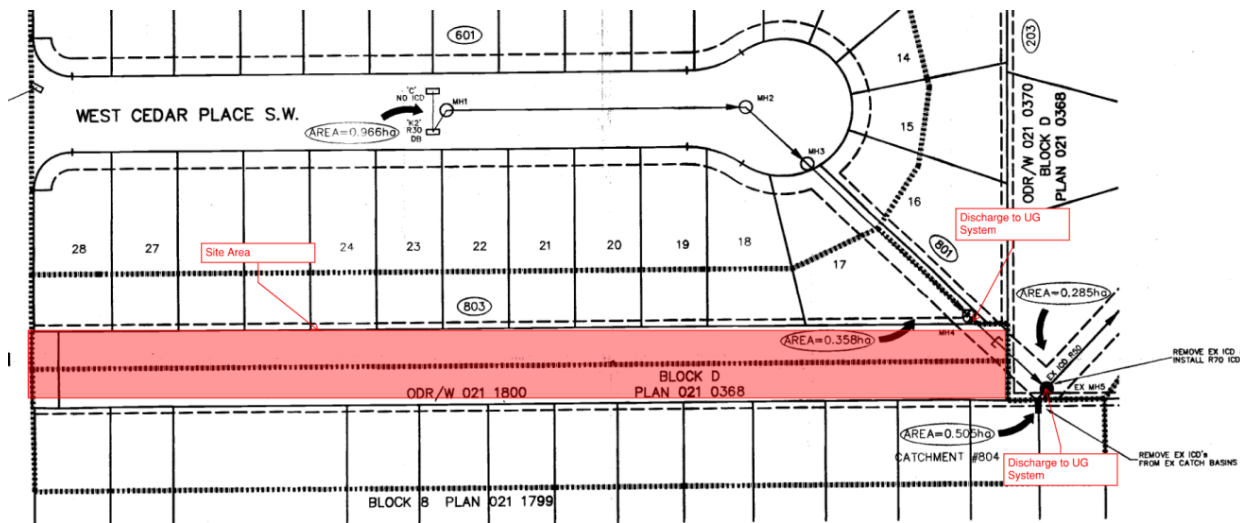 601
203
14
'C'
NO ICD
MH1
MH2
WEST CEDAR PLACE S.W.
'K2'
R30
DB
AREA=0.966ha
15
ODR/W 021 0370
BLOCK D
PLAN 021 0368
MH3
16
Discharge to UG
System
28
27
Site Area
24
23
22
21
20
19
18
17
801
AREA=0.285ha
803
MH4
AREA=0.358ha
EX ICD R50
REMOVE EX ICD
INSTALL R70 ICD
BLOCK D
ODR/W 021 1800
PLAN 021 0368
EX MH5
AREA=0.505ha
CATCHMENT #804
Discharge to UG
System
REMOVE EX ICD's
FROM EX CATCH BASINS
BLOCK 8 PLAN 021 1799